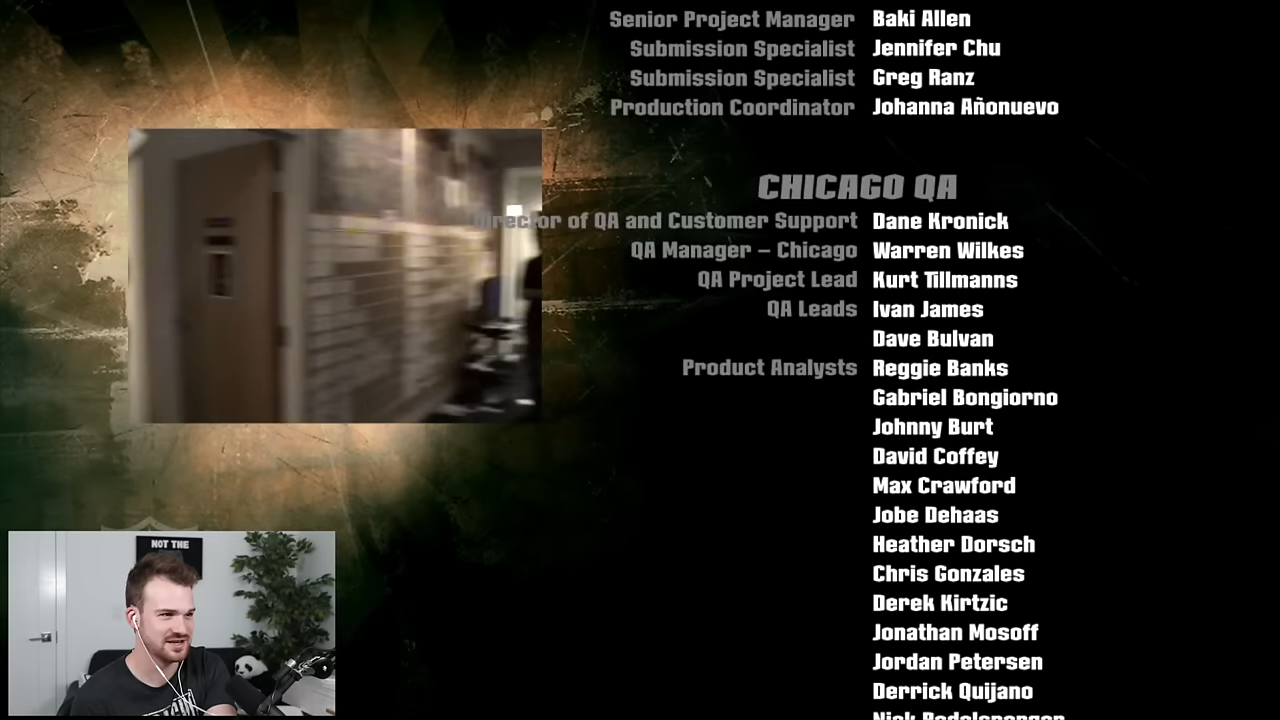 Senior Project Manager Baki Allen
Submission Specialist Jennifer Chu
Submission Specialist Greg Ranz
Production Coordinator Johanna Añonuevo
CHICAGO QA
Director of QA and Customer Support Dane Kronick
QA Manager – Chicago Warren Wilkes
QA Project Lead Kurt Tillmanns
QA Leads Ivan James
Dave Bulvan
Product Analysts Reggie Banks
Gabriel Bongiorno
Johnny Burt
David Coffey
Max Crawford
Jobe Dehaas
Heather Dorsch
Chris Gonzales
Derek Kirtzic
Jonathan Mosoff
Jordan Petersen
Derrick Quijano
NOT THE